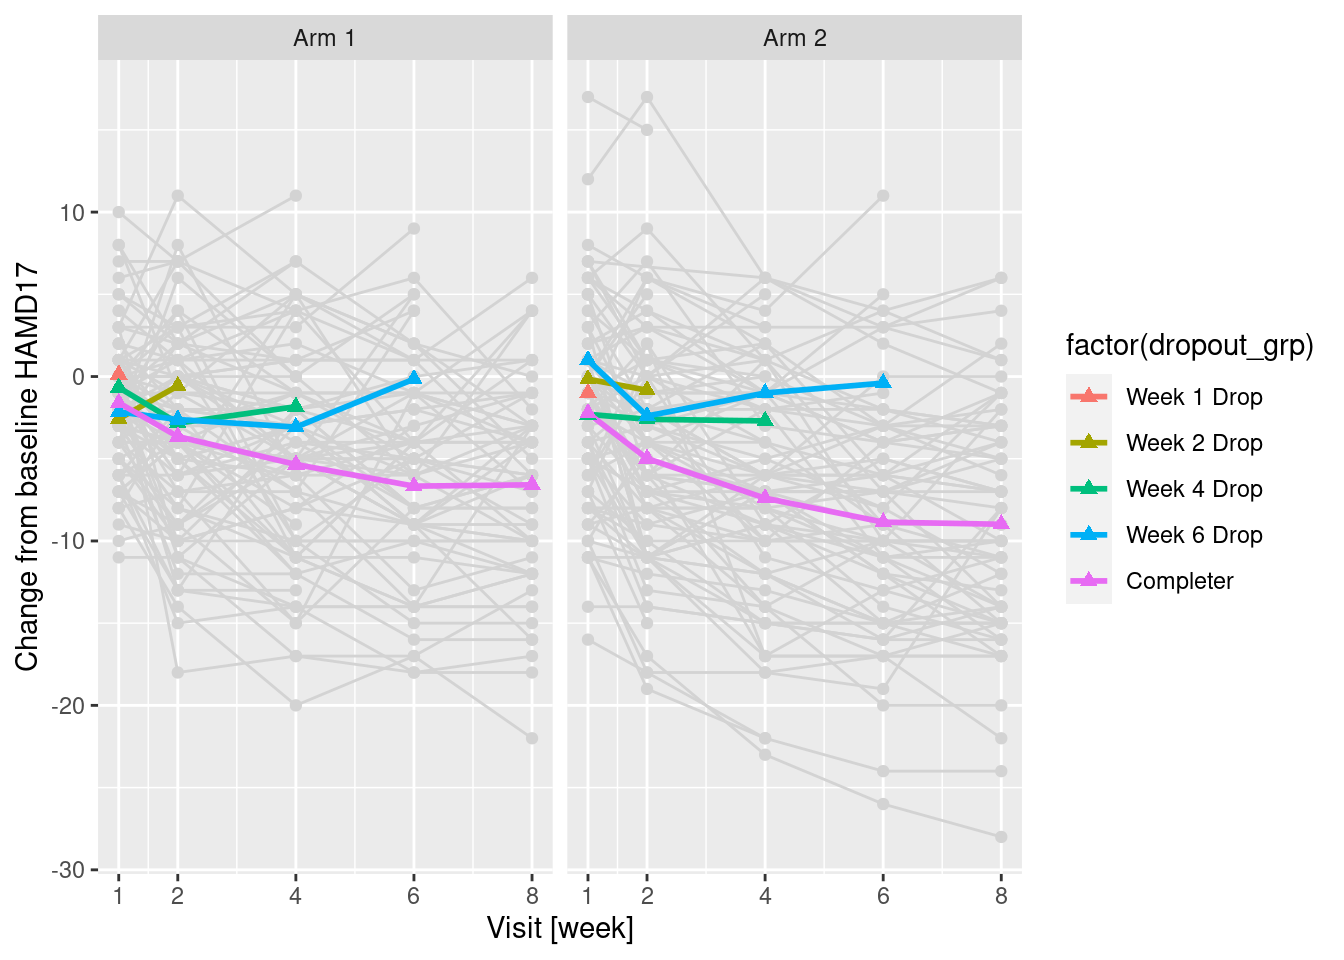 Arm 1
Arm 2
Change from baseline HAMD17
10
0
-10
-20
-30
1 2 4 6 8
1 2 4 6 8
Visit [week]
factor(dropout_grp)
Week 1 Drop
Week 2 Drop
Week 4 Drop
Week 6 Drop
Completer